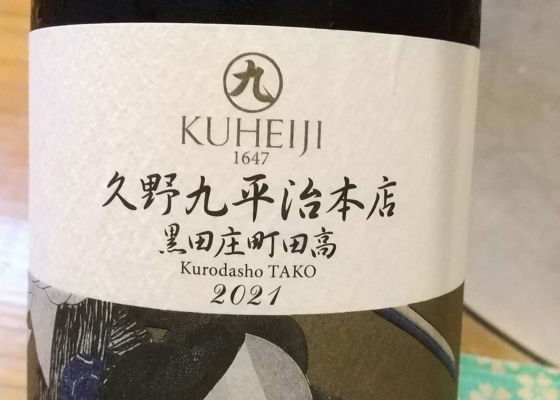 九
KUHEIJI
1647
久野九平治本店
黒田庄町田高
Kurodasho TAKO
2021